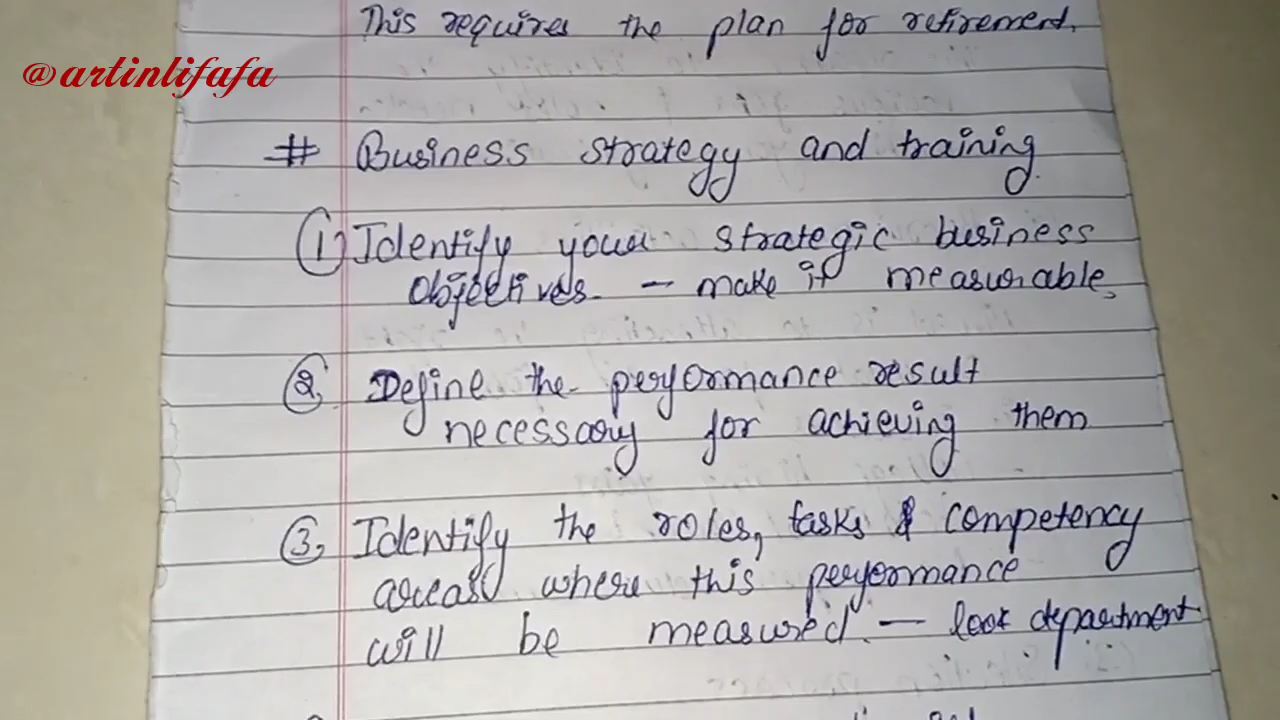 This requires the plan for retirement.
@artinlifafa
# Business strategy and training
① Identify your strategic business
objectives - make it measurable,
② Define the performance result
necessary for achieving them
③ Identify the roles, tasks & competency
areas where this performance
will be measured. - look department